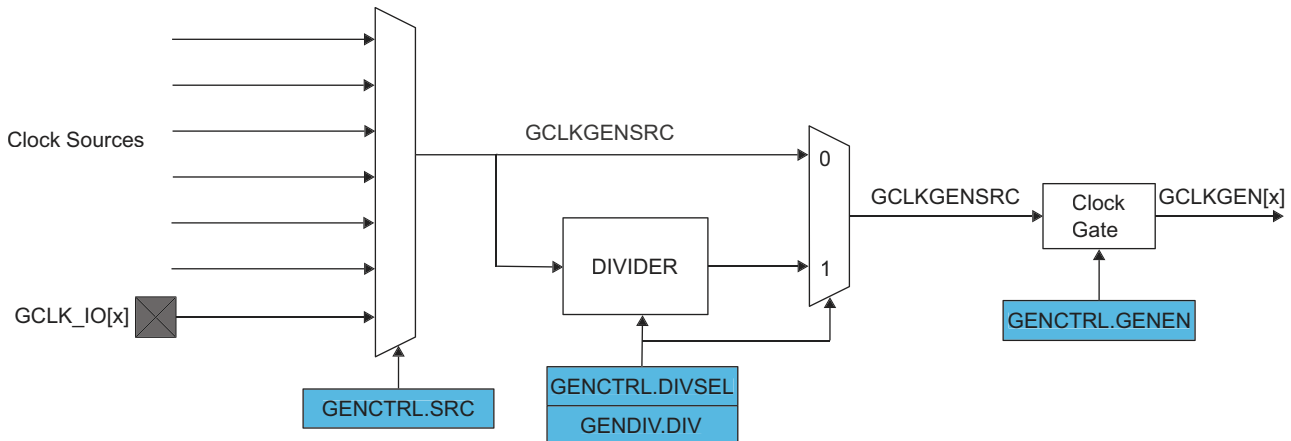 Clock Sources
GCLK_IO[x]
GENCTRL.SRC
GCLKGENSRC
DIVIDER
GENCTRL.DIVSEL
GENDIV.DIV
0
1
GCLKGENSRC
Clock
Gate
GENCTRL.GENEN
GCLKGEN[x]